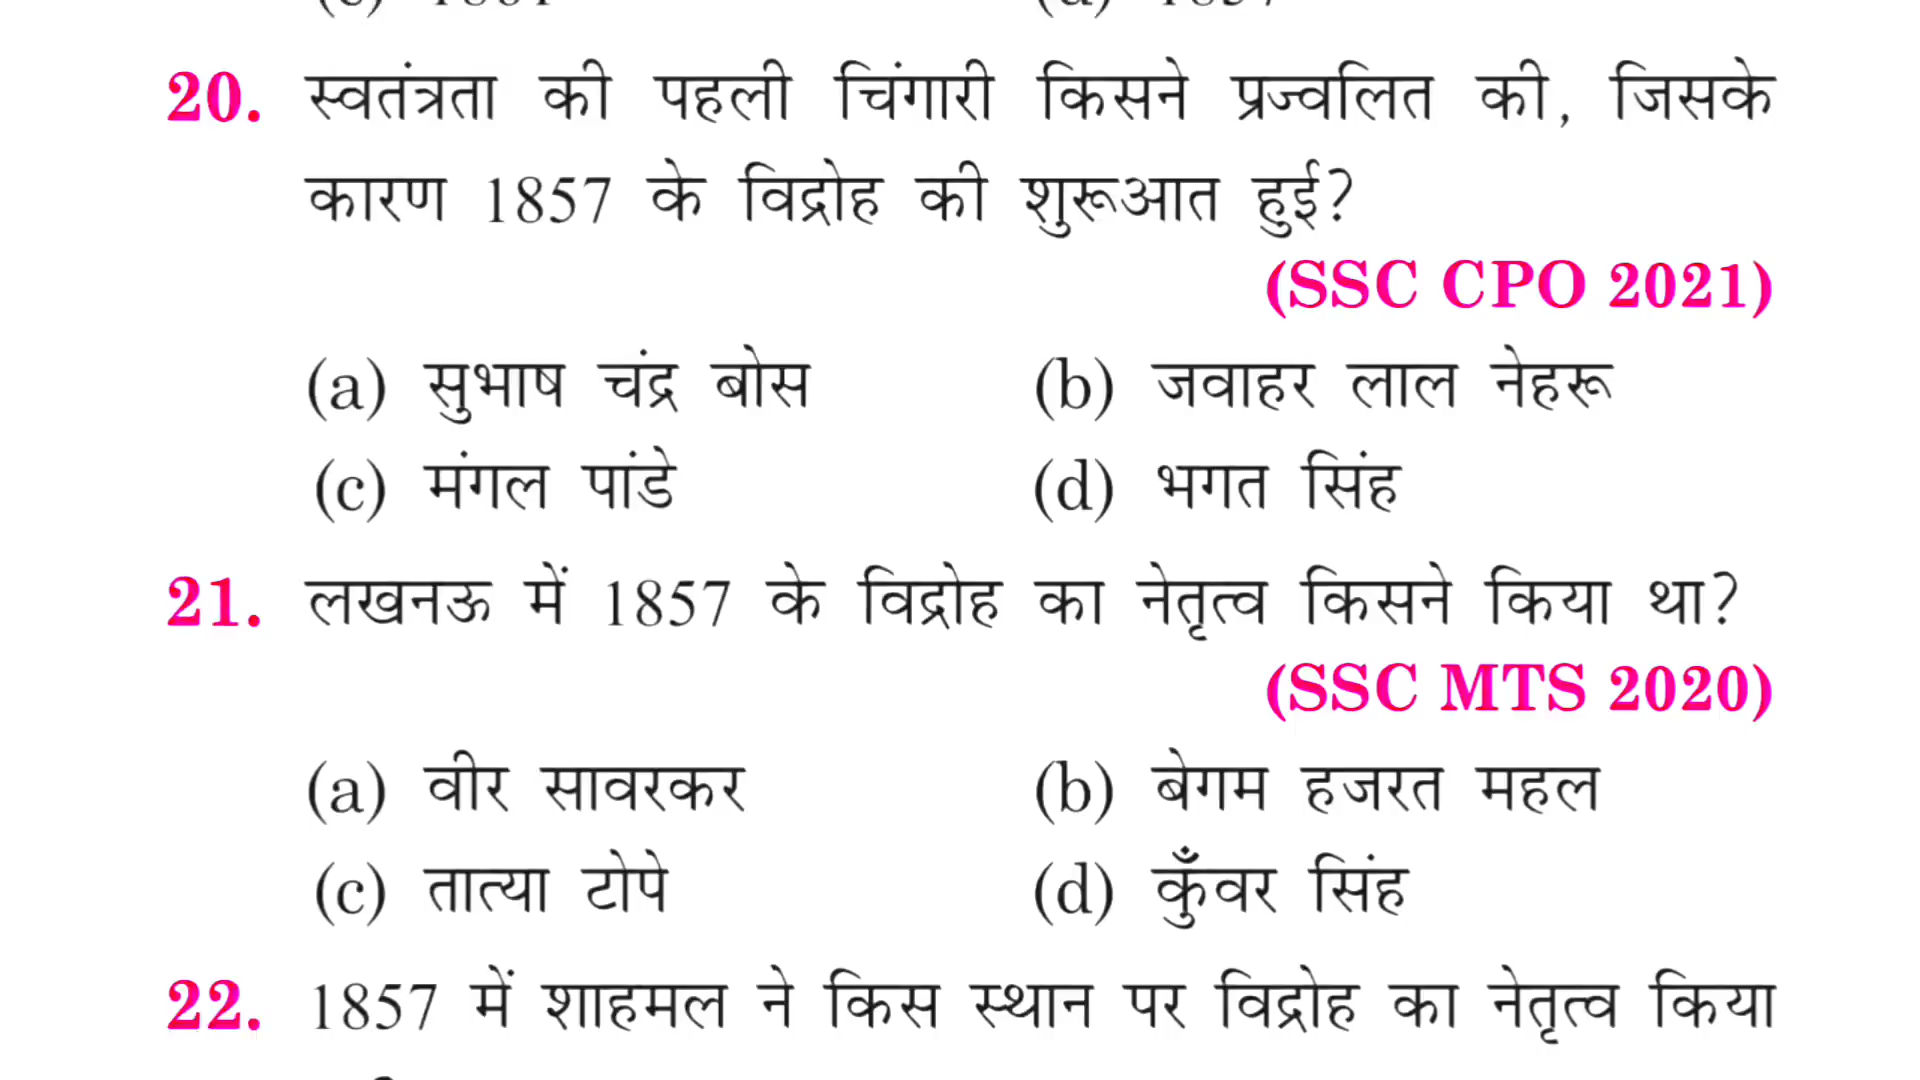 20. स्वतंत्रता की पहली चिंगारी किसने प्रज्वलित की, जिसके
कारण 1857 के विद्रोह की शुरूआत हुई?
(SSC CPO 2021)
(a) सुभाष चंद्र बोस (b) जवाहर लाल नेहरू
(c) मंगल पांडे (d) भगत सिंह
21. लखनऊ में 1857 के विद्रोह का नेतृत्व किसने किया था?
(SSC MTS 2020)
(a) वीर सावरकर (b) बेगम हजरत महल
(c) तात्या टोपे (d) कुँवर सिंह
22. 1857 में शाहमल ने किस स्थान पर विद्रोह का नेतृत्व किया